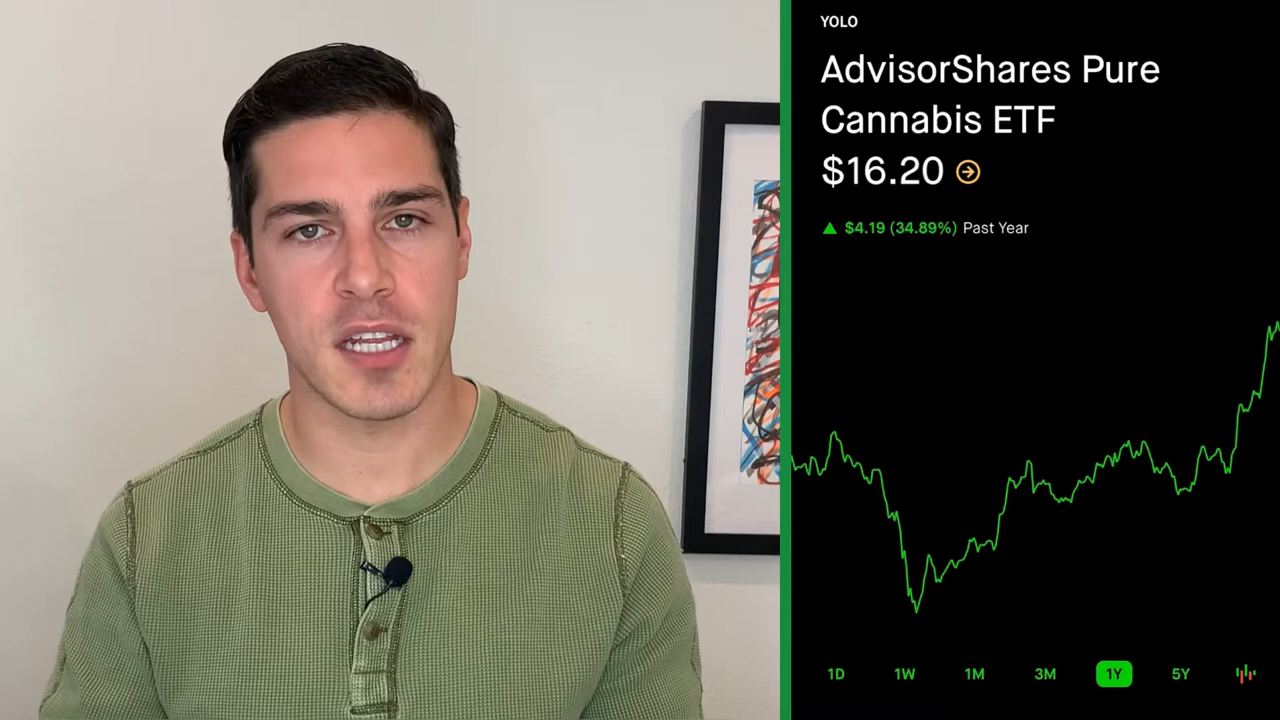 YOLO
AdvisorShares Pure
Cannabis ETF
$16.20
$4.19 (34.89%) Past Year
1D 1W 1M 3M 1Y 5Y